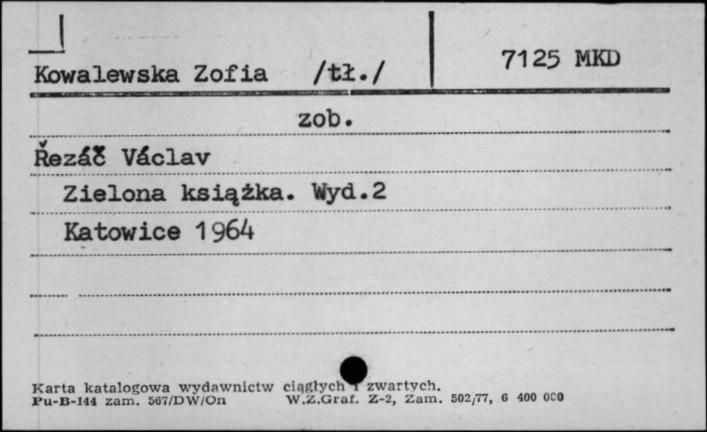 Kowalewska Zofia /tł./ 7125 MKD
zob.
Řezáč Václav
Zielona książka. Wyd.2
Katowice 1964
Karta katalogowa wydawnictw ciągłych i zwartych.
Pu-B-144 zam. 567/DW/On W.Z.Graf. Z-2, Zam. 502/77, 6 400 000